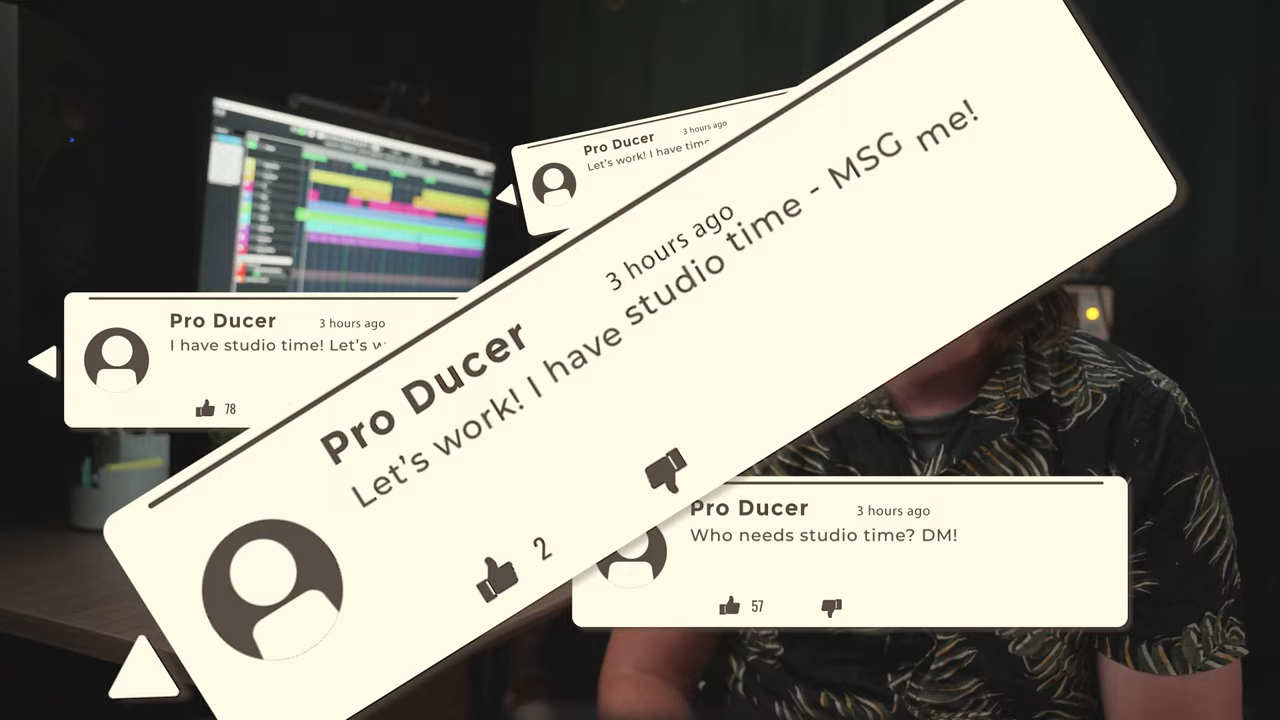 Pro Ducer 3 hours ago
Let's work! I have time
Pro Ducer 3 hours ago
I have studio time! Let's
78
Pro Ducer 3 hours ago
Let's work! I have studio time - MSG me!
2
Pro Ducer 3 hours ago
Who needs studio time? DM!
57